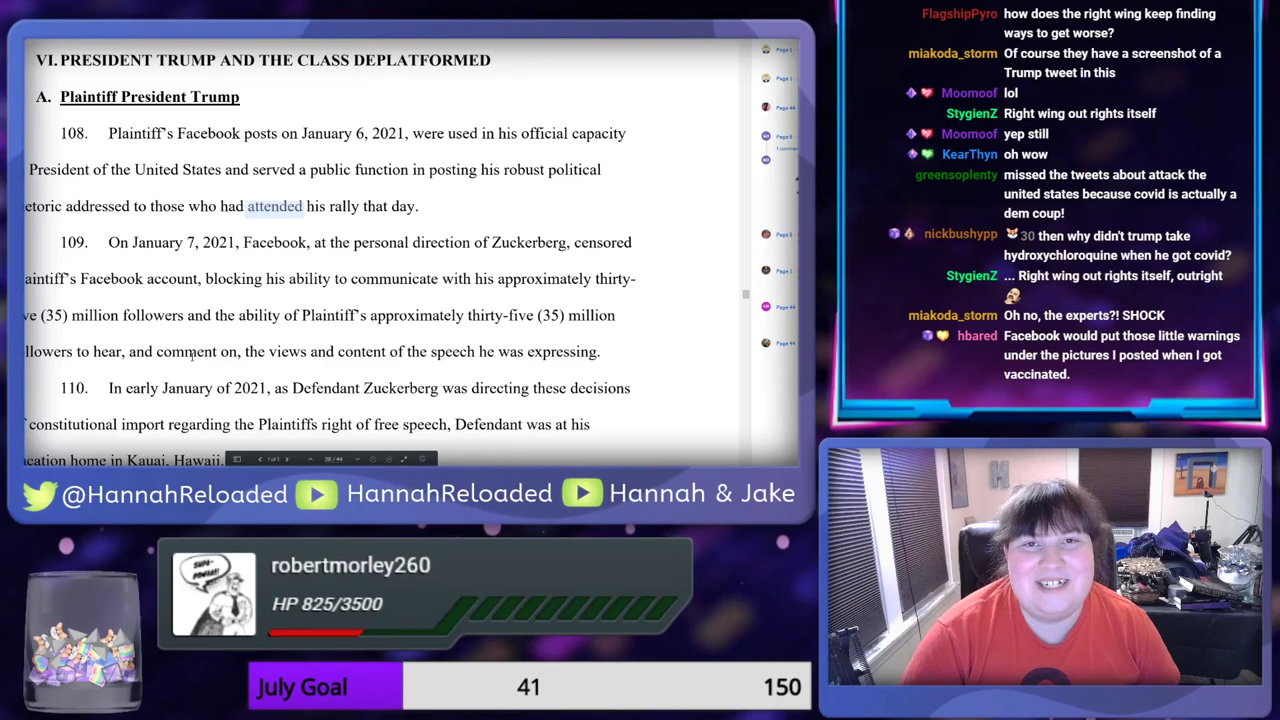 VI. PRESIDENT TRUMP AND THE CLASS DEPLATFORMED
A. Plaintiff President Trump
108. Plaintiff's Facebook posts on January 6, 2021, were used in his official capacity
President of the United States and served a public function in posting his robust political
etoric addressed to those who had attended his rally that day.
109. On January 7, 2021, Facebook, at the personal direction of Zuckerberg, censored
aintiff's Facebook account, blocking his ability to communicate with his approximately thirty-
ve (35) million followers and the ability of Plaintiff's approximately thirty-five (35) million
llowers to hear, and comment on, the views and content of the speech he was expressing.
110. In early January of 2021, as Defendant Zuckerberg was directing these decisions
f constitutional import regarding the Plaintiffs right of free speech, Defendant was at his
cation home in Kauai, Hawaii.
28/44
Page 44
Page 44
Page 44
@HannahReloaded HannahReloaded Hannah & Jake
robertmorley260
HP 825/3500
July Goal 41 150
FlagshipPyro how does the right wing keep finding
ways to get worse?
miakoda_storm Of course they have a screenshot of a
Trump tweet in this
Moomoof lol
StygienZ Right wing out rights itself
Moomoof yep still
KearThyn oh wow
greensoplenty missed the tweets about attack the
united states because covid is actually a
dem coup!
nickbushypp 30 then why didn't trump take
hydroxychloroquine when he got covid?
StygienZ ... Right wing out rights itself, outright
miakoda_storm Oh no, the experts?! SHOCK
hbared Facebook would put those little warnings
under the pictures I posted when I got
vaccinated.